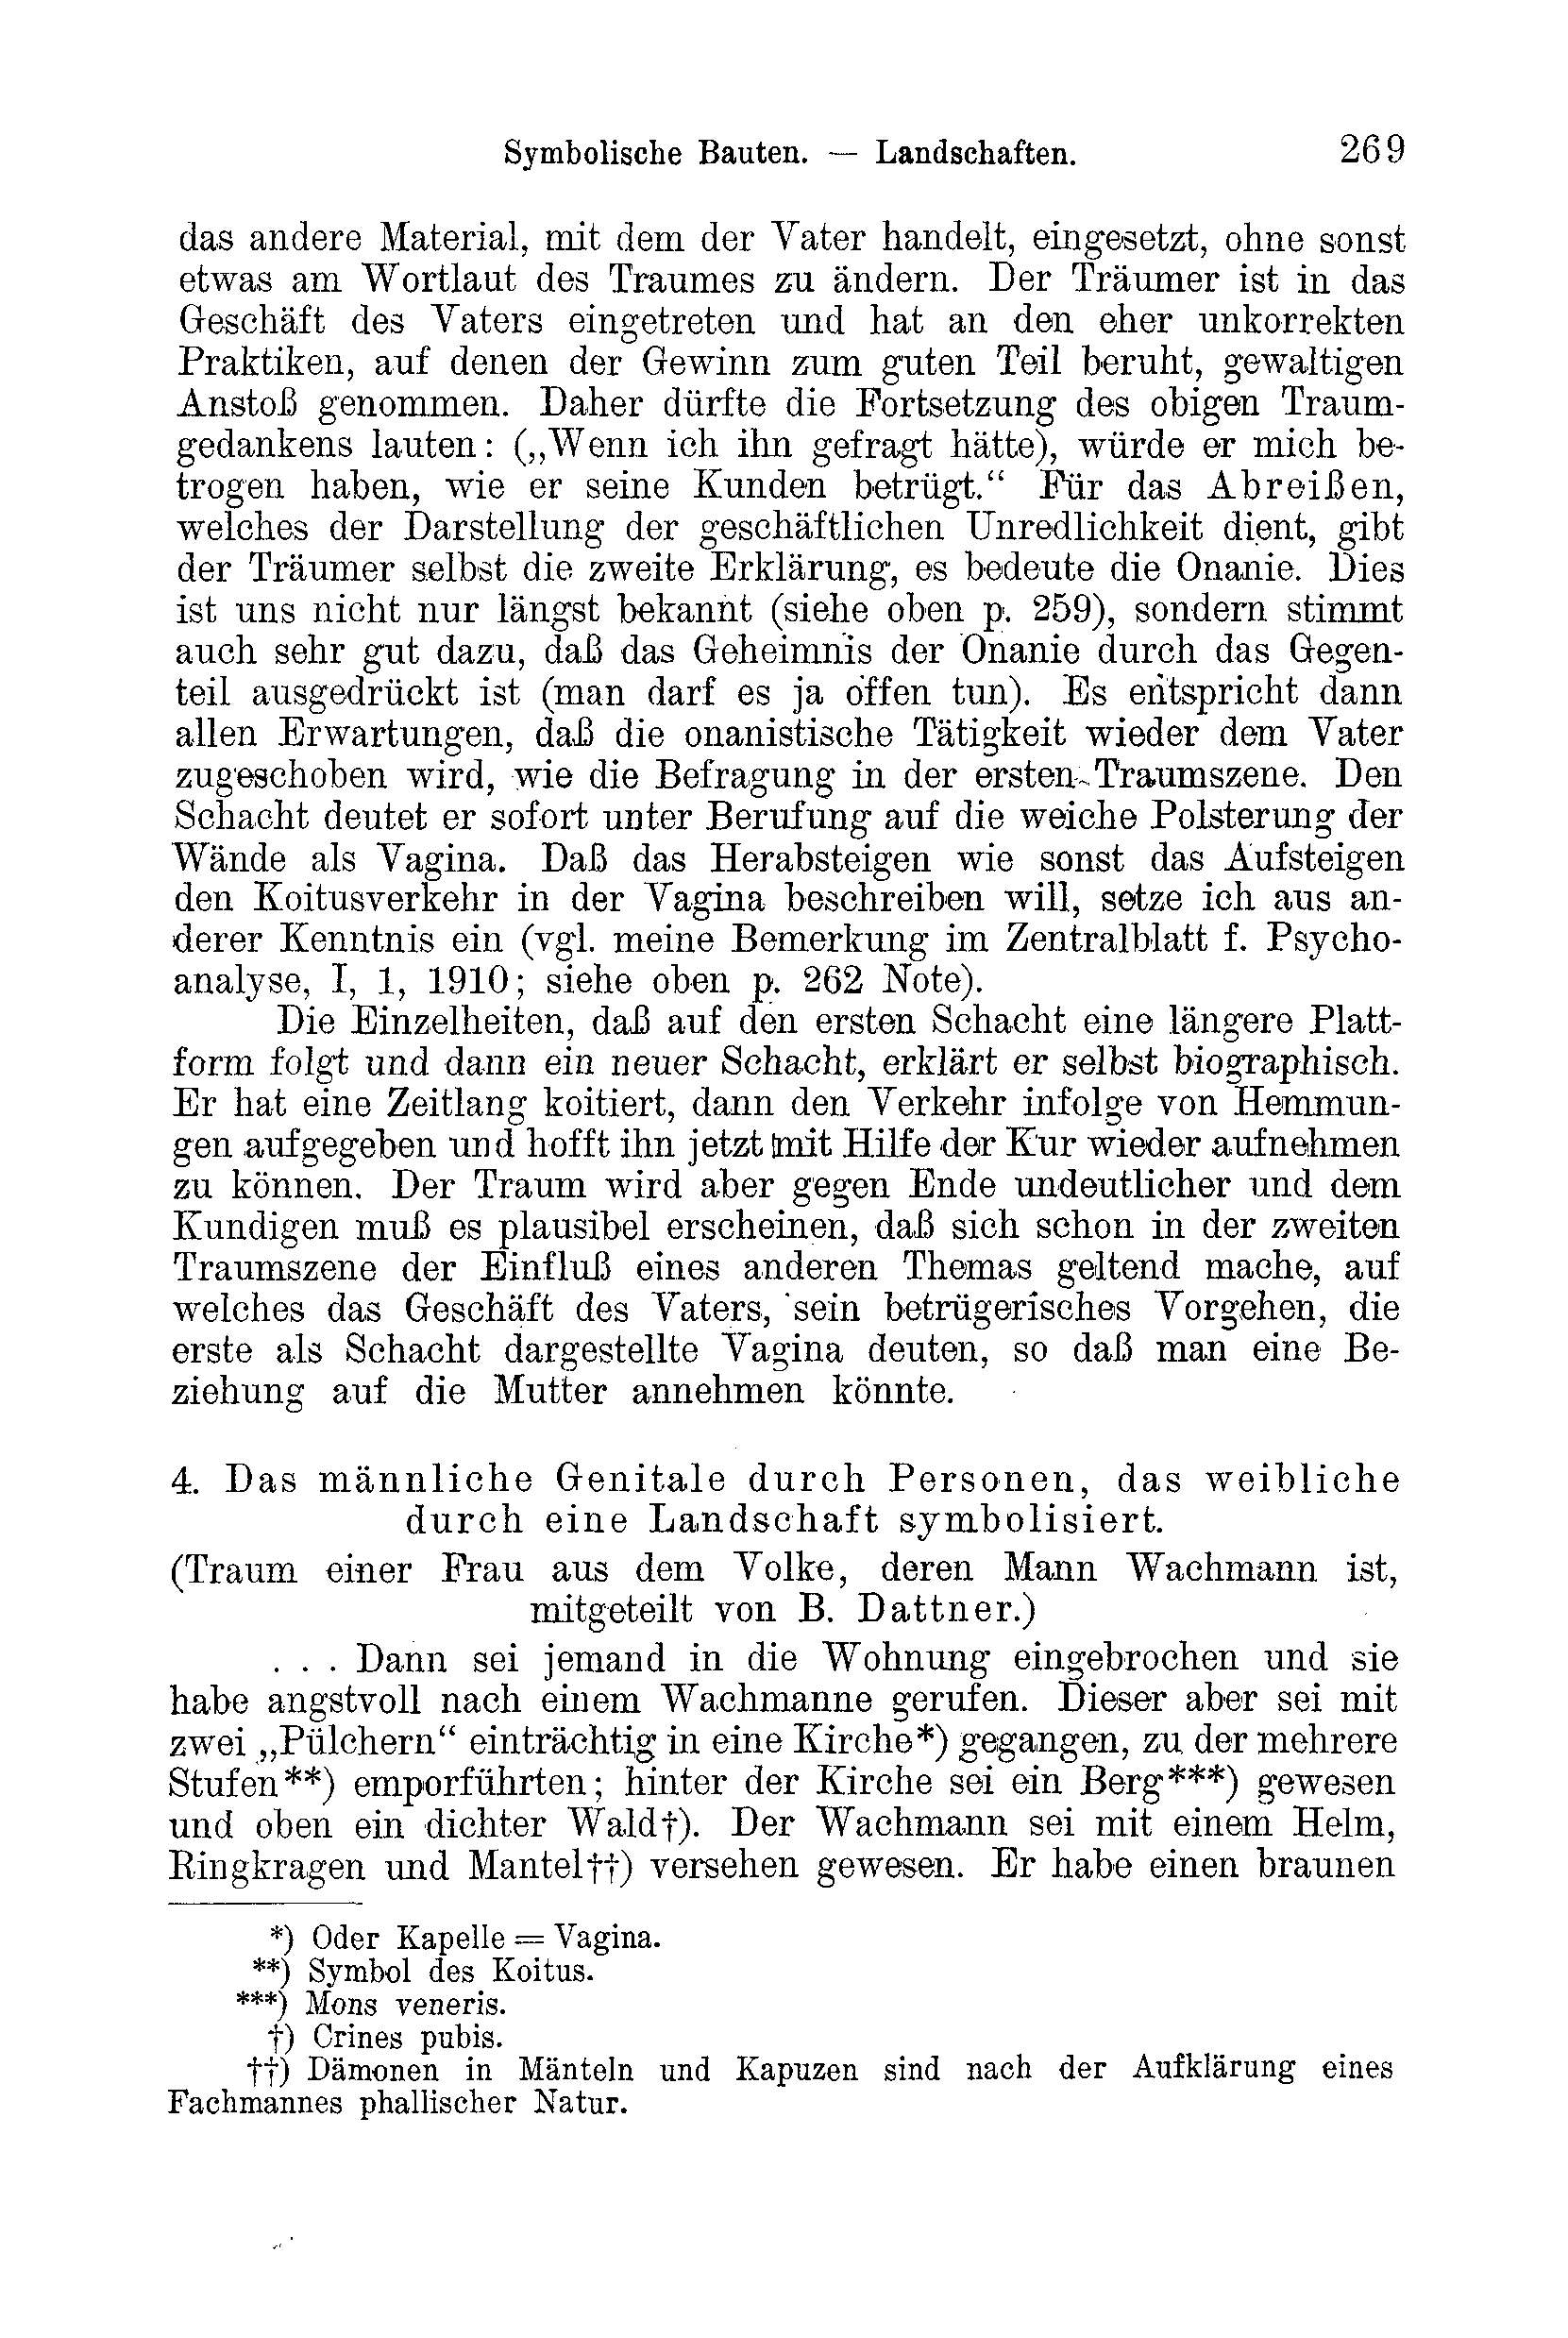 Symbolische Bauten. — Landschaften. 269
das andere Material, mit dem der Vater handelt, eingesetzt, ohne sonst
etwas am Wortlaut des Traumes zu ändern. Der Träumer ist in das
Geschäft des Vaters eingetreten und hat an den eher unkorrekten
Praktiken, auf denen der Gewinn zum guten Teil beruht, gewaltigen
Anstoß genommen. Daher dürfte die Fortsetzung des obigen Traum-
gedankens lauten: („Wenn ich ihn gefragt hätte), würde er mich be-
trogen haben, wie er seine Kunden betrügt.“ Für das Abreißen,
welches der Darstellung der geschäftlichen Unredlichkeit dient, gibt
der Träumer selbst die zweite Erklärung, es bedeute die Onanie. Dies
ist uns nicht nur längst bekannt (siehe oben p. 259), sondern stimmt
auch sehr gut dazu, daß das Geheimnis der Onanie durch das Gegen-
teil ausgedrückt ist (man darf es ja offen tun). Es entspricht dann
allen Erwartungen, daß die onanistische Tätigkeit wieder dem Vater
zugeschoben wird, wie die Befragung in der ersten Traumszene. Den
Schacht deutet er sofort unter Berufung auf die weiche Polsterung der
Wände als Vagina. Daß das Herabsteigen wie sonst das Aufsteigen
den Koitusverkehr in der Vagina beschreiben will, setze ich aus an-
derer Kenntnis ein (vgl. meine Bemerkung im Zentralblatt f. Psycho-
analyse, I, 1, 1910; siehe oben p. 262 Note).
Die Einzelheiten, daß auf den ersten Schacht eine längere Platt-
form folgt und dann ein neuer Schacht, erklärt er selbst biographisch.
Er hat eine Zeitlang koitiert, dann den Verkehr infolge von Hemmun-
gen aufgegeben und hofft ihn jetzt mit Hilfe der Kur wieder aufnehmen
zu können. Der Traum wird aber gegen Ende undeutlicher und dem
Kundigen muß es plausibel erscheinen, daß sich schon in der zweiten
Traumszene der Einfluß eines anderen Themas geltend mache, auf
welches das Geschäft des Vaters, sein betrügerisches Vorgehen, die
erste als Schacht dargestellte Vagina deuten, so daß man eine Be-
ziehung auf die Mutter annehmen könnte.
4. Das männliche Genitale durch Personen, das weibliche
durch eine Landschaft symbolisiert.
(Traum einer Frau aus dem Volke, deren Mann Wachmann ist,
mitgeteilt von B. Dattner.)
. . . Dann sei jemand in die Wohnung eingebrochen und sie
habe angstvoll nach einem Wachmanne gerufen. Dieser aber sei mit
zwei „Pülchern“ einträchtig in eine Kirche*) gegangen, zu der mehrere
Stufen**) emporführten; hinter der Kirche sei ein Berg***) gewesen
und oben ein dichter Wald†). Der Wachmann sei mit einem Helm,
Ringkragen und Mantel††) versehen gewesen. Er habe einen braunen
*) Oder Kapelle = Vagina.
**) Symbol des Koitus.
***) Mons veneris.
†) Crines pubis.
††) Dämonen in Mänteln und Kapuzen sind nach der Aufklärung eines
Fachmannes phallischer Natur.